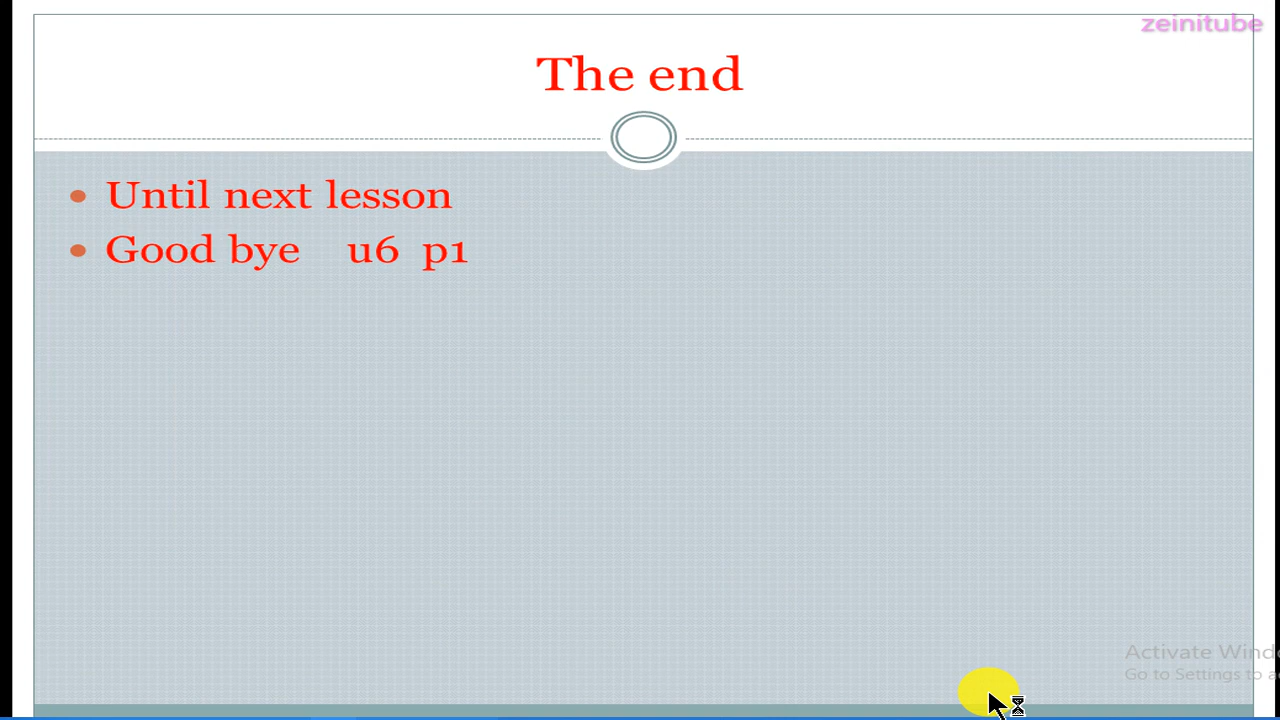 zeinitube
The end
Until next lesson
Good bye u6 p1
Activate Wind
Go to Settings to a